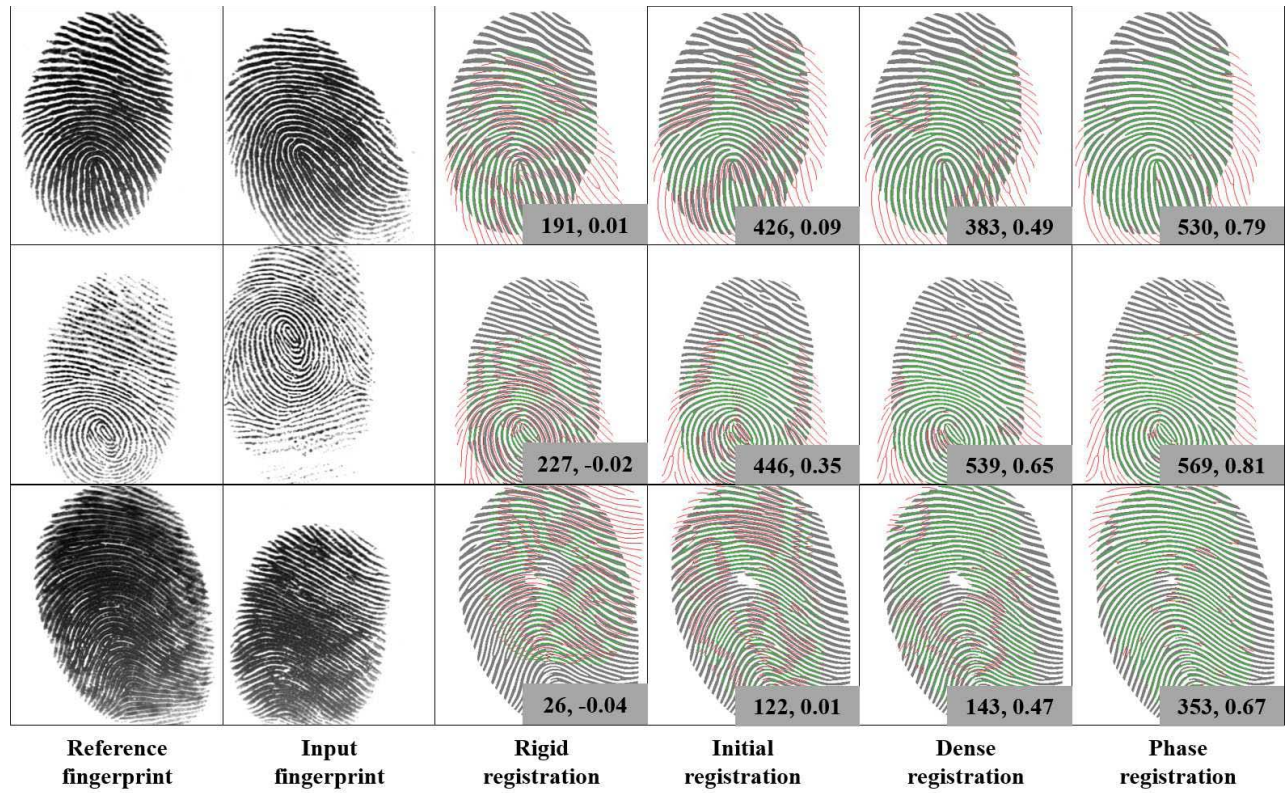 191, 0.01
426, 0.09
383, 0.49
530, 0.79
227, -0.02
446, 0.35
539, 0.65
569, 0.81
26, -0.04
122, 0.01
143, 0.47
353, 0.67
Reference
fingerprint
Input
fingerprint
Rigid
registration
Initial
registration
Dense
registration
Phase
registration